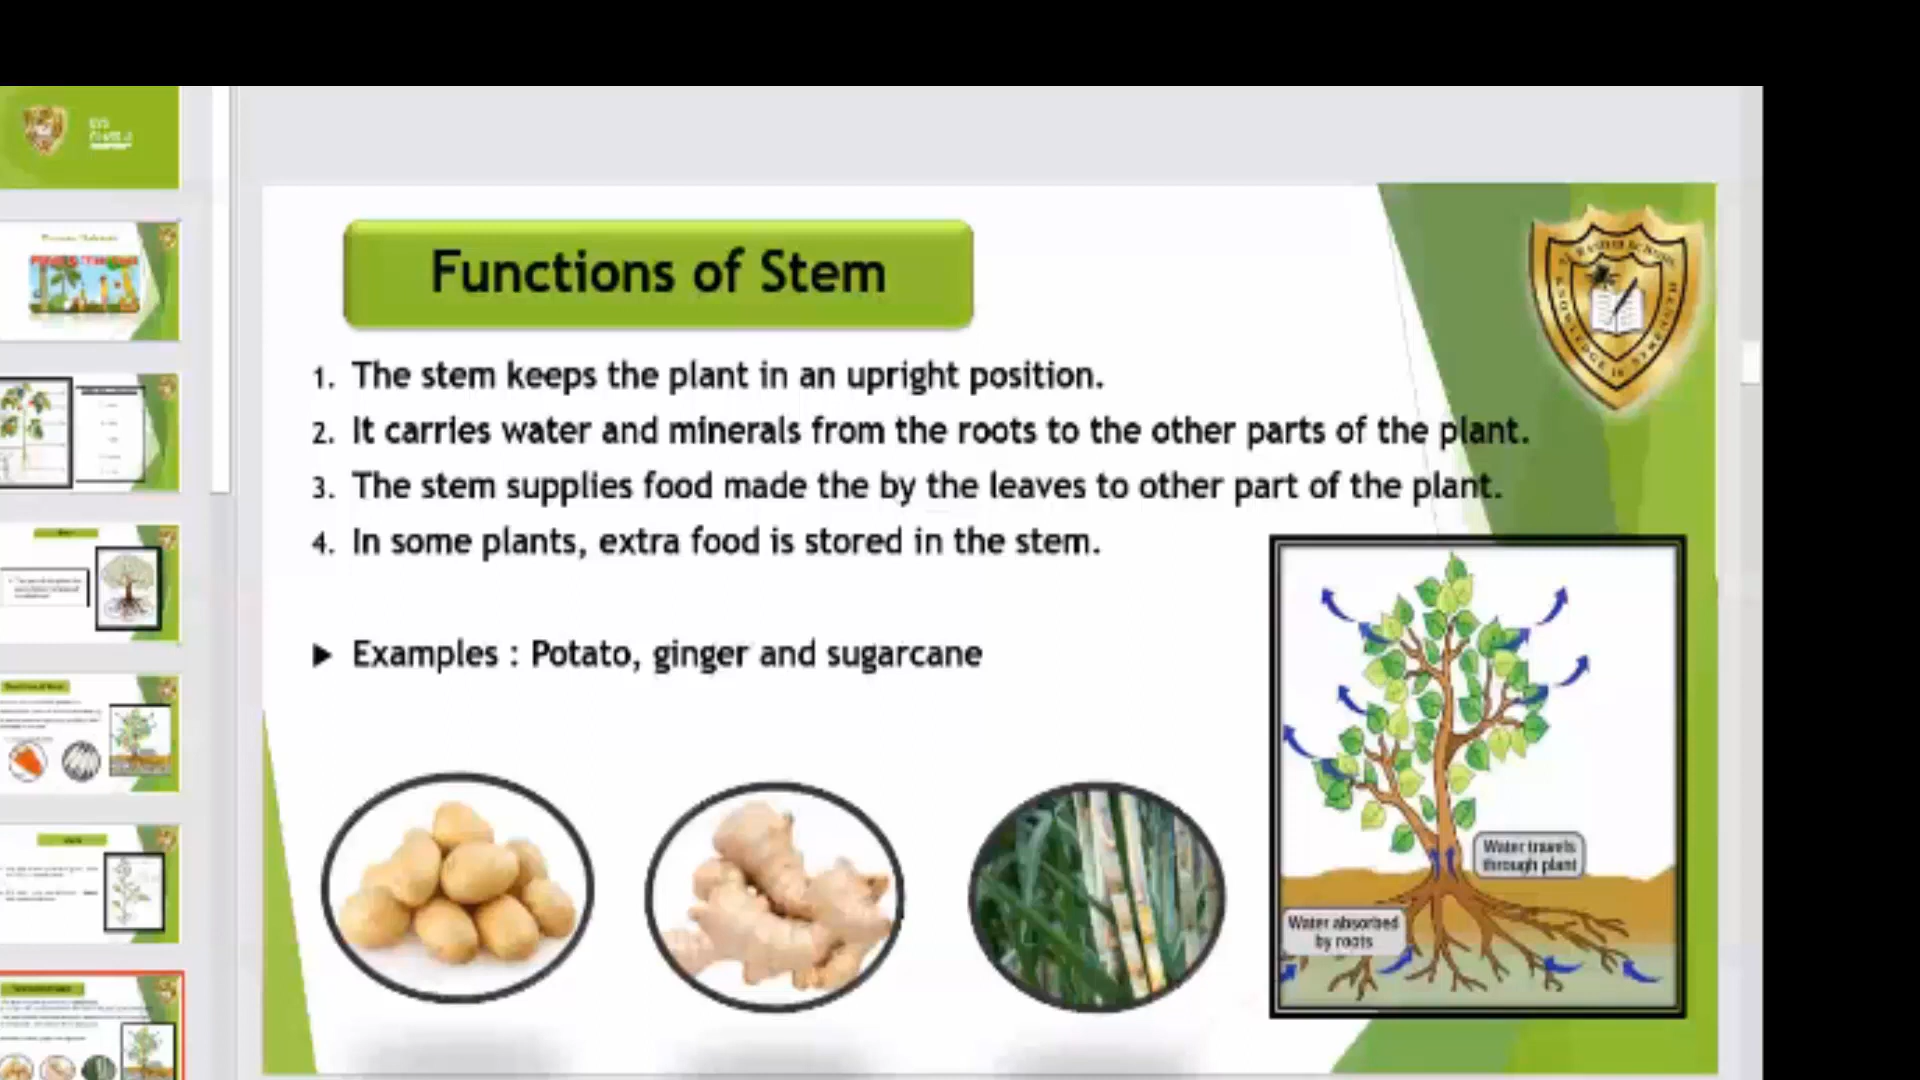 Functions of Stem
1. The stem keeps the plant in an upright position.
2. It carries water and minerals from the roots to the other parts of the plant.
3. The stem supplies food made the by the leaves to other part of the plant.
4. In some plants, extra food is stored in the stem.
▶ Examples : Potato, ginger and sugarcane
Water travels
through plant
Water absorbed
by roots
KNOWLEDGE IS STRENGTH